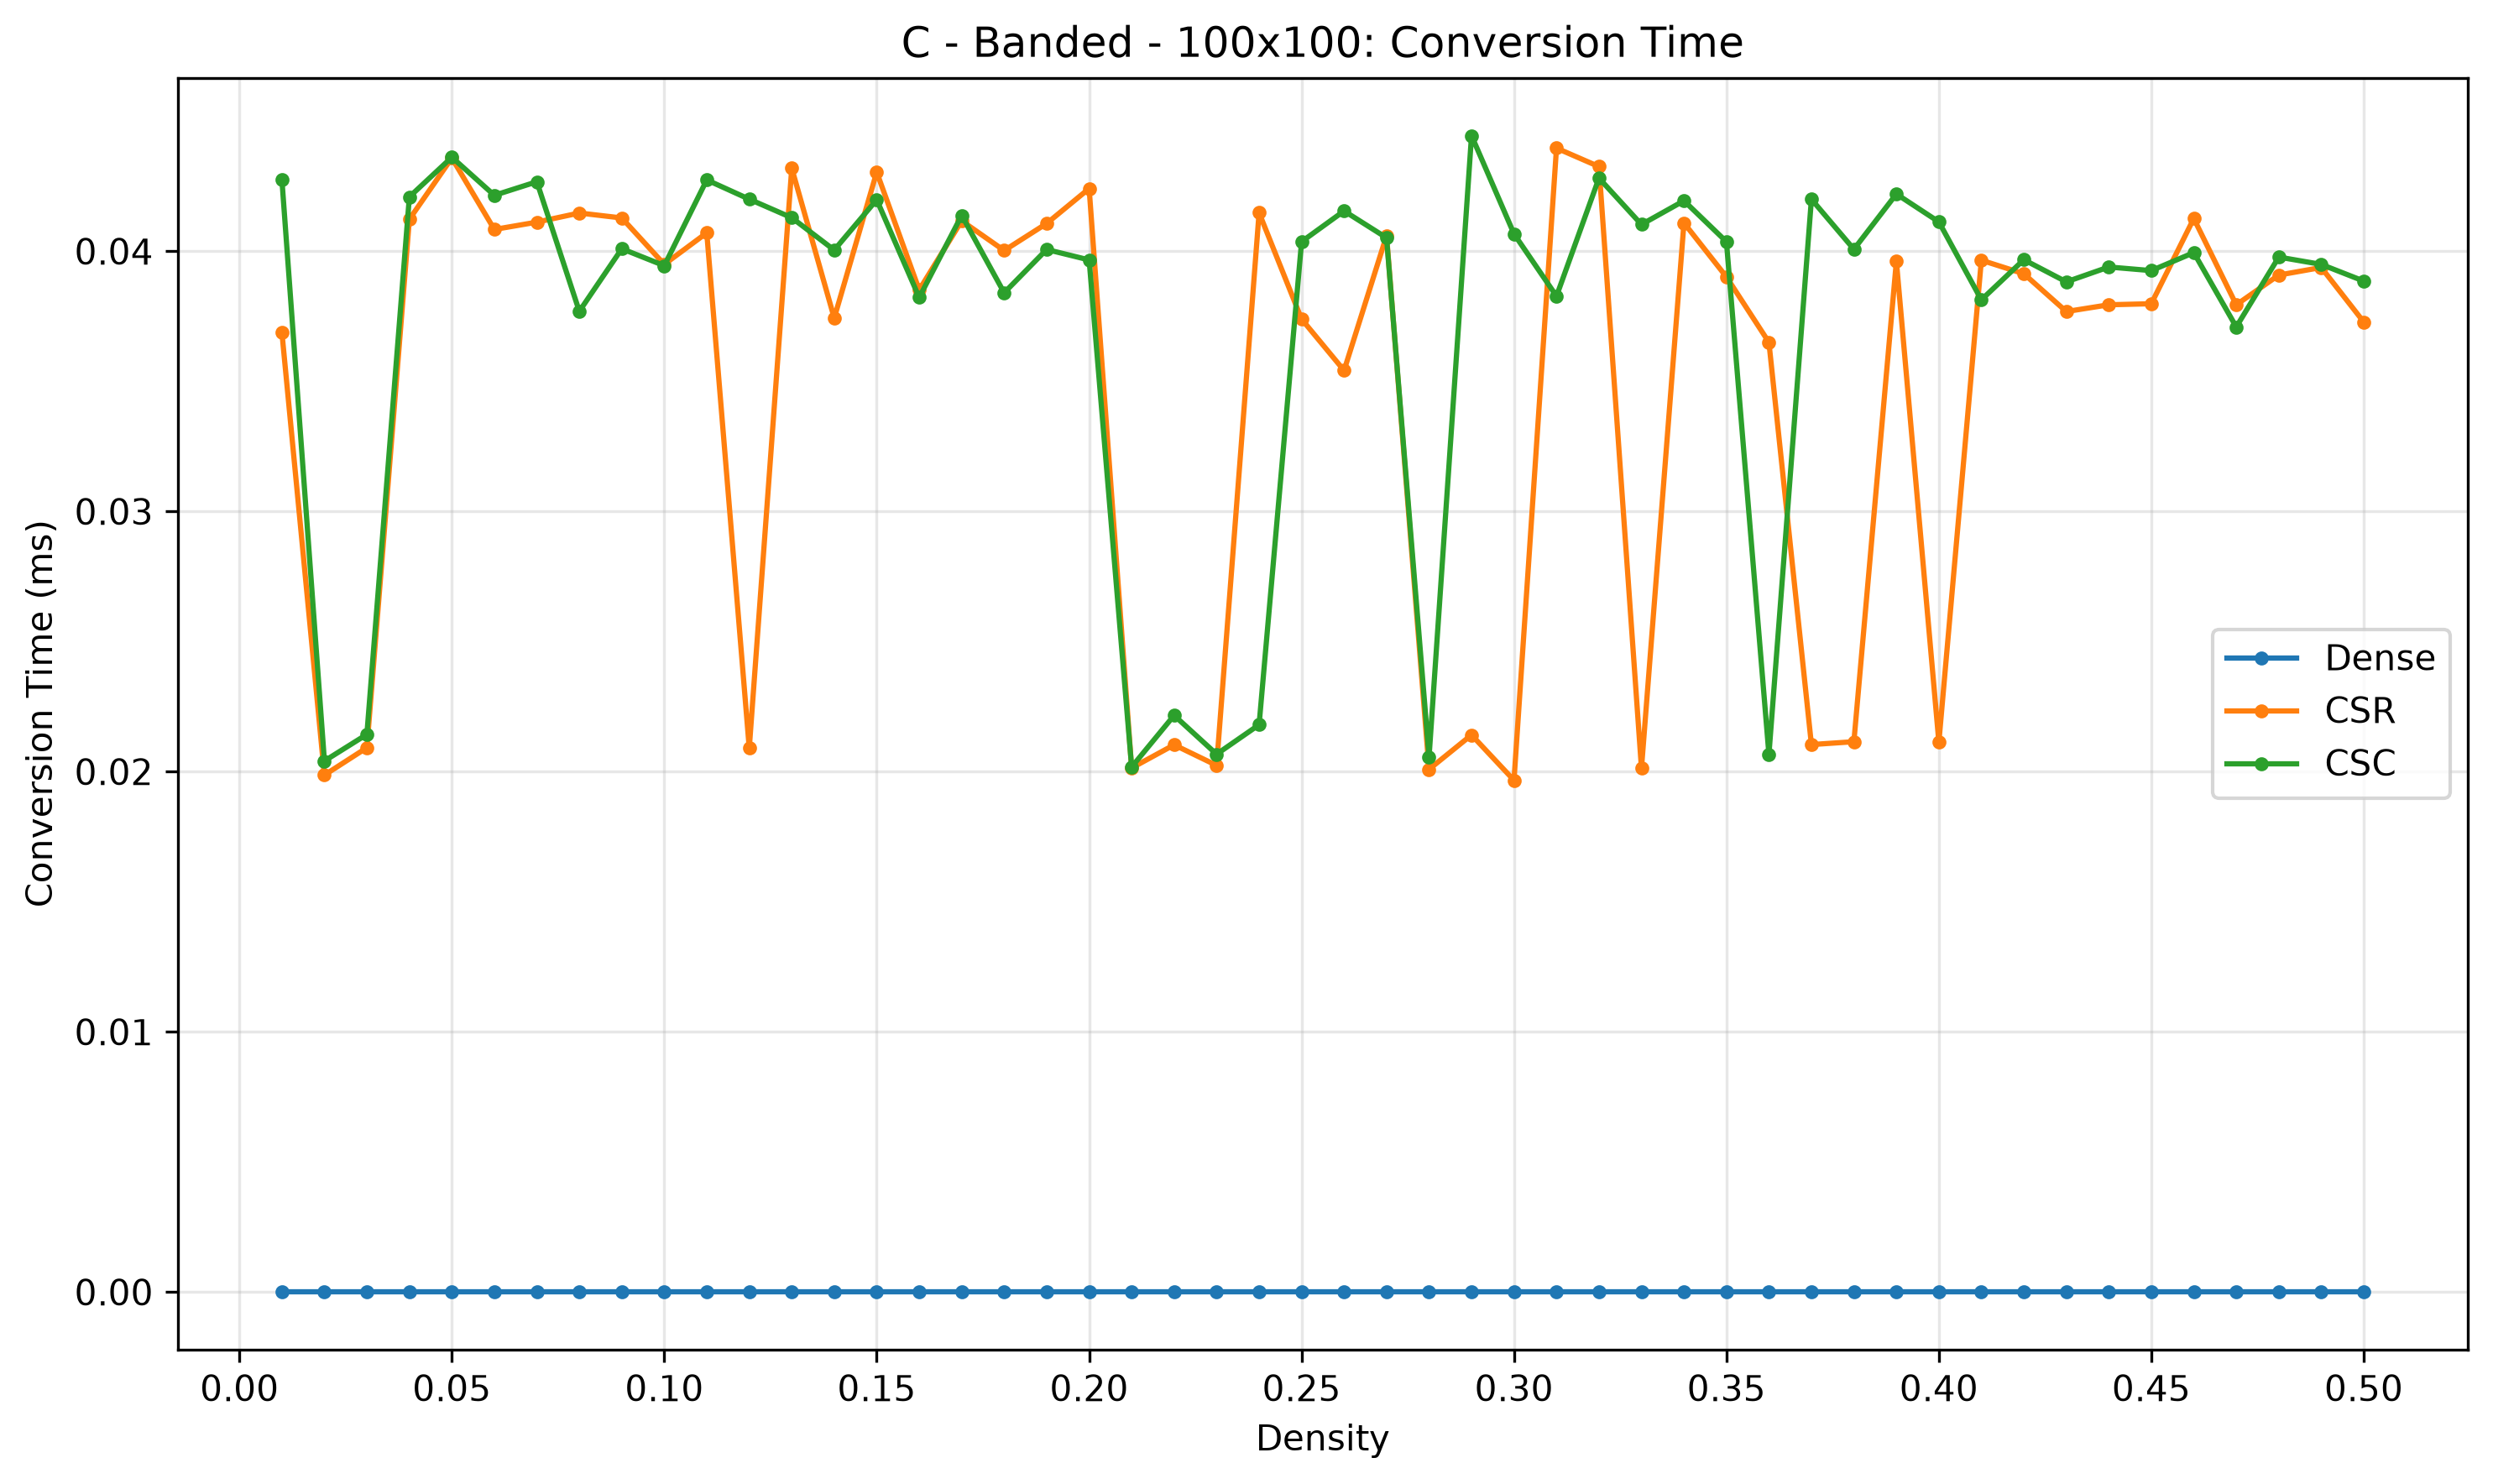 C - Banded - 100x100: Conversion Time
Conversion Time (ms)
0.04
0.03
0.02
0.01
0.00
Dense
CSR
CSC
0.00 0.05 0.10 0.15 0.20 0.25 0.30 0.35 0.40 0.45 0.50
Density